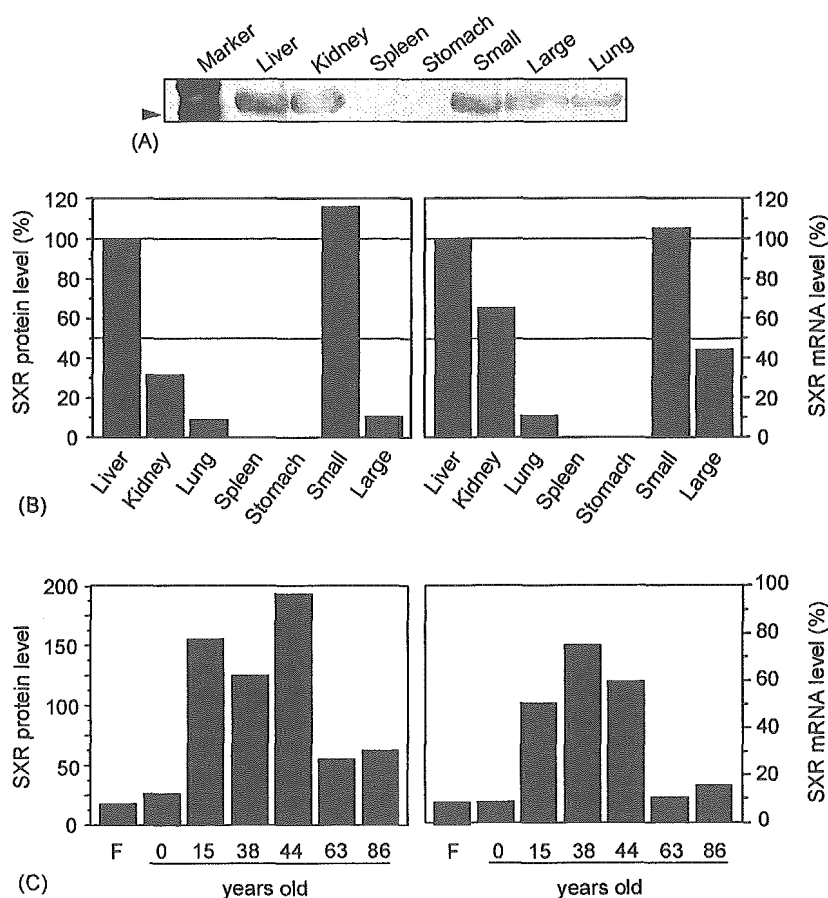 Marker Liver Kidney Spleen Stomach Small Large Lung
(A)
SXR protein level (%)
120
100
80
60
40
20
0
120
100
80
60
40
20
0
SXR mRNA level (%)
Liver Kidney Lung Spleen Stomach Small Large
Liver Kidney Lung Spleen Stomach Small Large
(B)
SXR protein level
200
150
100
50
0
100
80
60
40
20
0
SXR mRNA level (%)
F 0 15 38 44 63 86
years old
F 0 15 38 44 63 86
years old
(C)